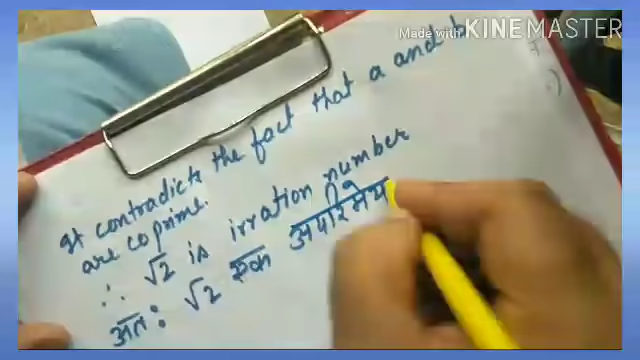 Made with KINEMASTER
It contradicts the fact that a and
are coprime.
∴ √2 is irration number
अतः √2 एक अपरिमेय